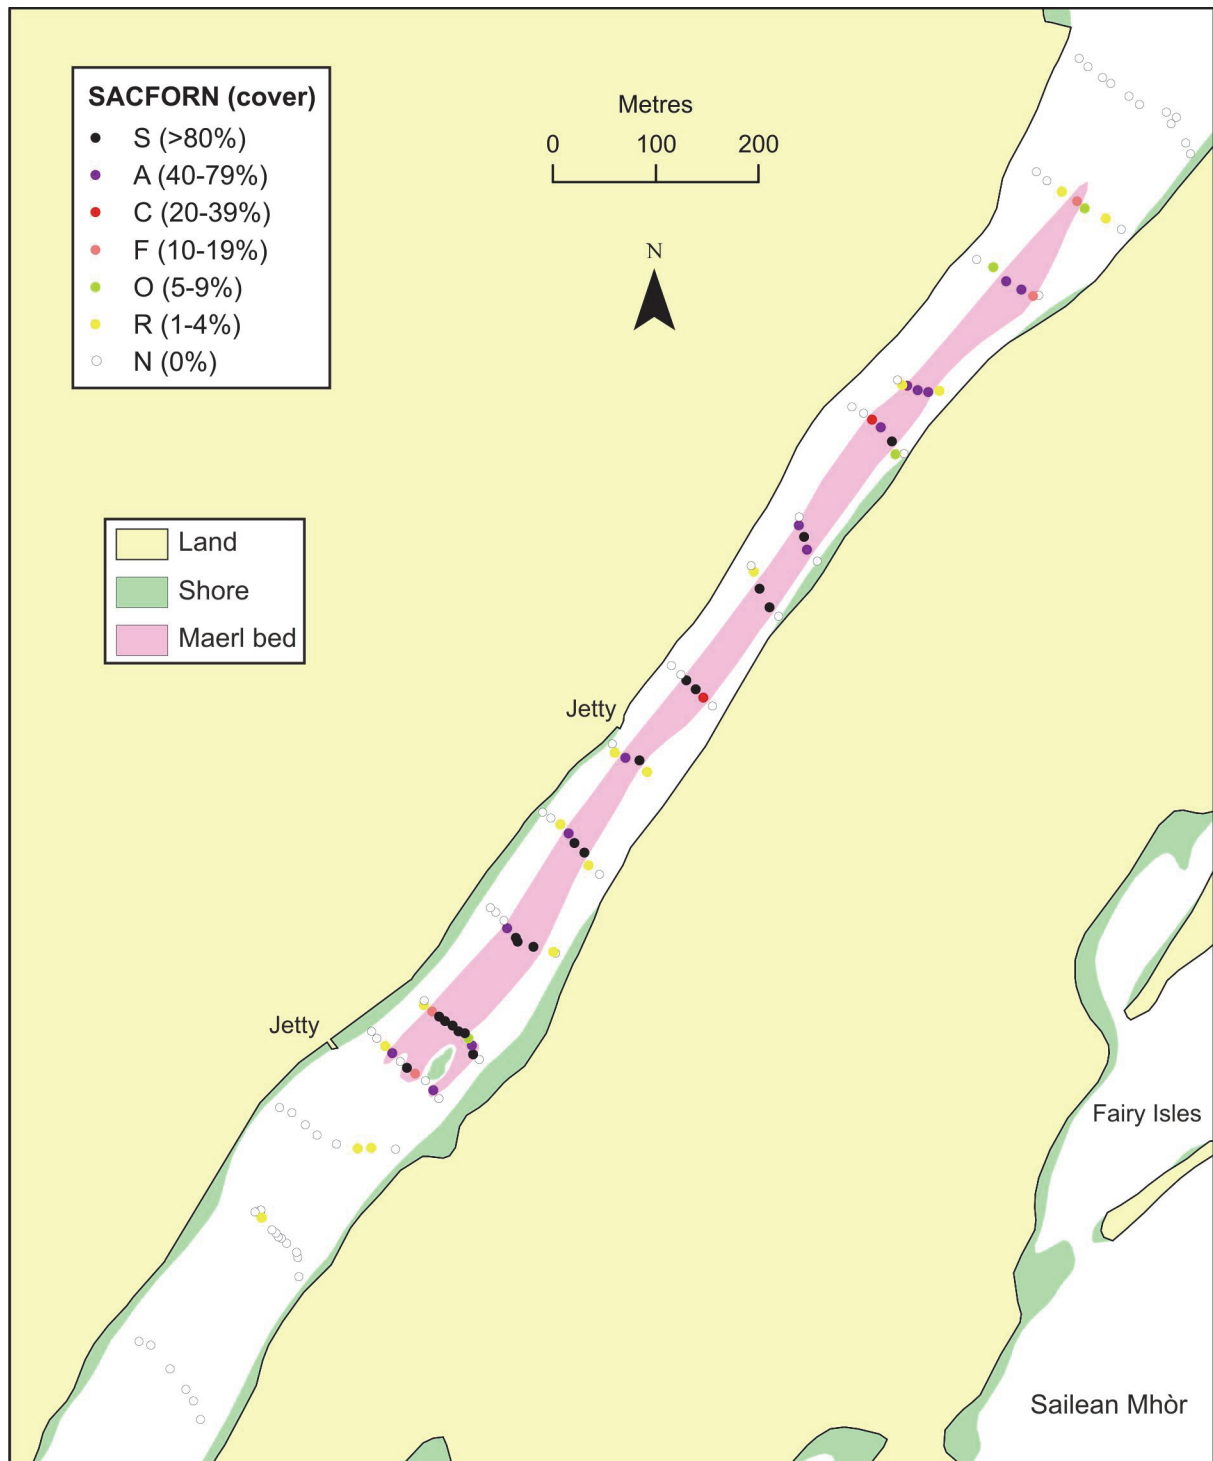 SACFORN (cover)
S (>80%)
A (40-79%)
C (20-39%)
F (10-19%)
O (5-9%)
R (1-4%)
N (0%)
Metres
0 100 200
N
Land
Shore
Maerl bed
Jetty
Jetty
Fairy Isles
Sailean Mhòr